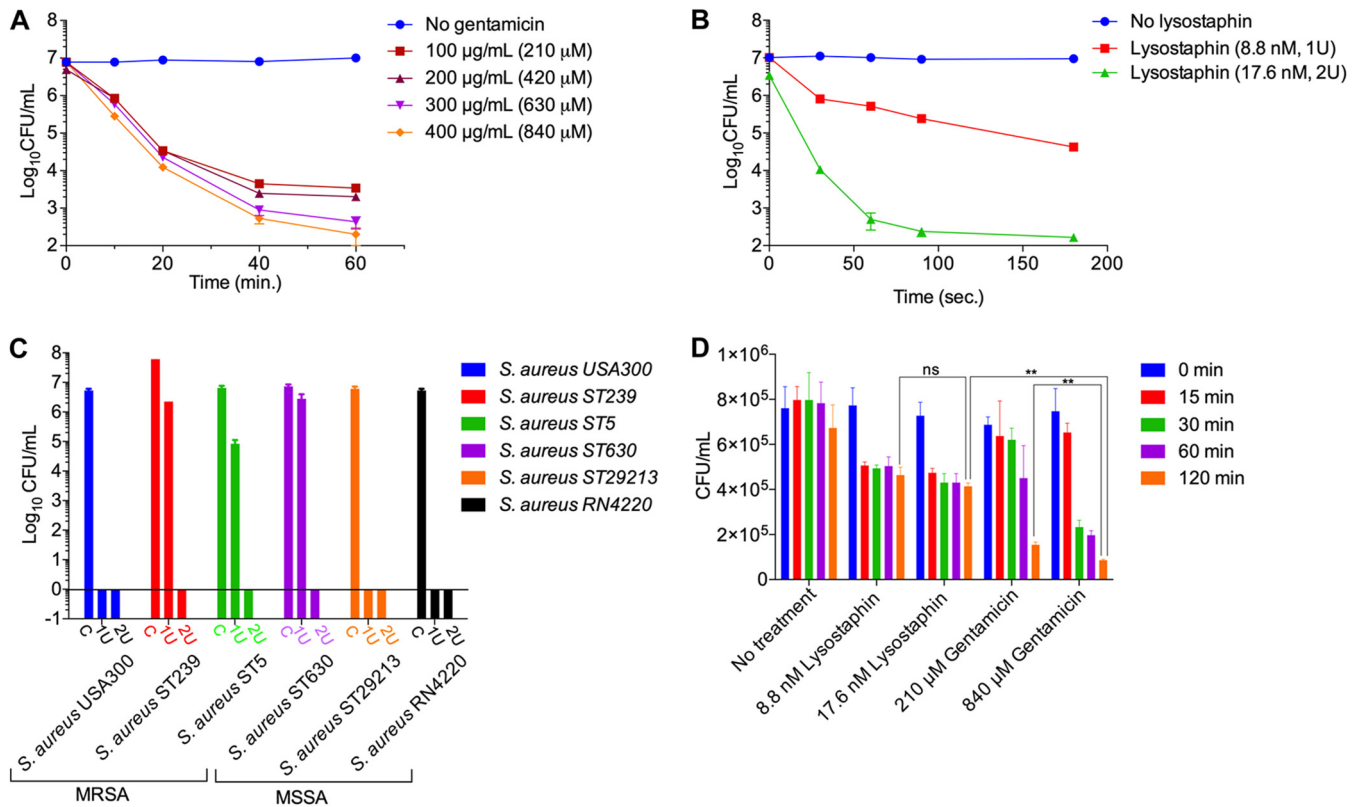 A
8
7
6
5
4
3
2
Log10CFU/mL
0
20
40
60
Time (min.)
No gentamicin
100 µg/mL (210 µM)
200 µg/mL (420 µM)
300 µg/mL (630 µM)
400 µg/mL (840 µM)
B
8
7
6
5
4
3
2
Log10CFU/mL
0
50
100
150
200
Time (sec.)
No lysostaphin
Lysostaphin (8.8 nM, 1U)
Lysostaphin (17.6 nM, 2U)
C
8
7
6
5
4
3
2
1
0
-1
Log10 CFU/mL
C 1U 2U
C 1U 2U
C 1U 2U
C 1U 2U
C 1U 2U
C 1U 2U
S. aureus USA300
S. aureus ST239
S. aureus ST5
S. aureus ST630
S. aureus ST29213
S. aureus RN4220
MRSA
MSSA
S. aureus USA300
S. aureus ST239
S. aureus ST5
S. aureus ST630
S. aureus ST29213
S. aureus RN4220
D
1×10^6
8×10^5
6×10^5
4×10^5
2×10^5
0
CFU/mL
ns
**
**
No treatment
8.8 nM Lysostaphin
17.6 nM Lysostaphin
210 µM Gentamicin
840 µM Gentamicin
0 min
15 min
30 min
60 min
120 min